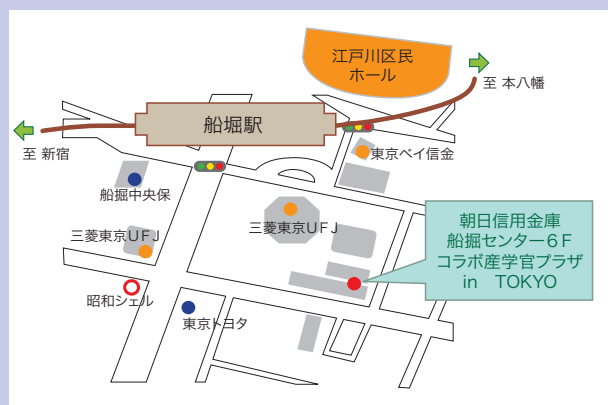 江戸川区民
ホール
至 本八幡
船堀駅
至 新宿
東京ベイ信金
船堀中央保
三菱東京UFJ
三菱東京UFJ
朝日信用金庫
船堀センター６F
コラボ産学官プラザ
in TOKYO
昭和シェル
東京トヨタ